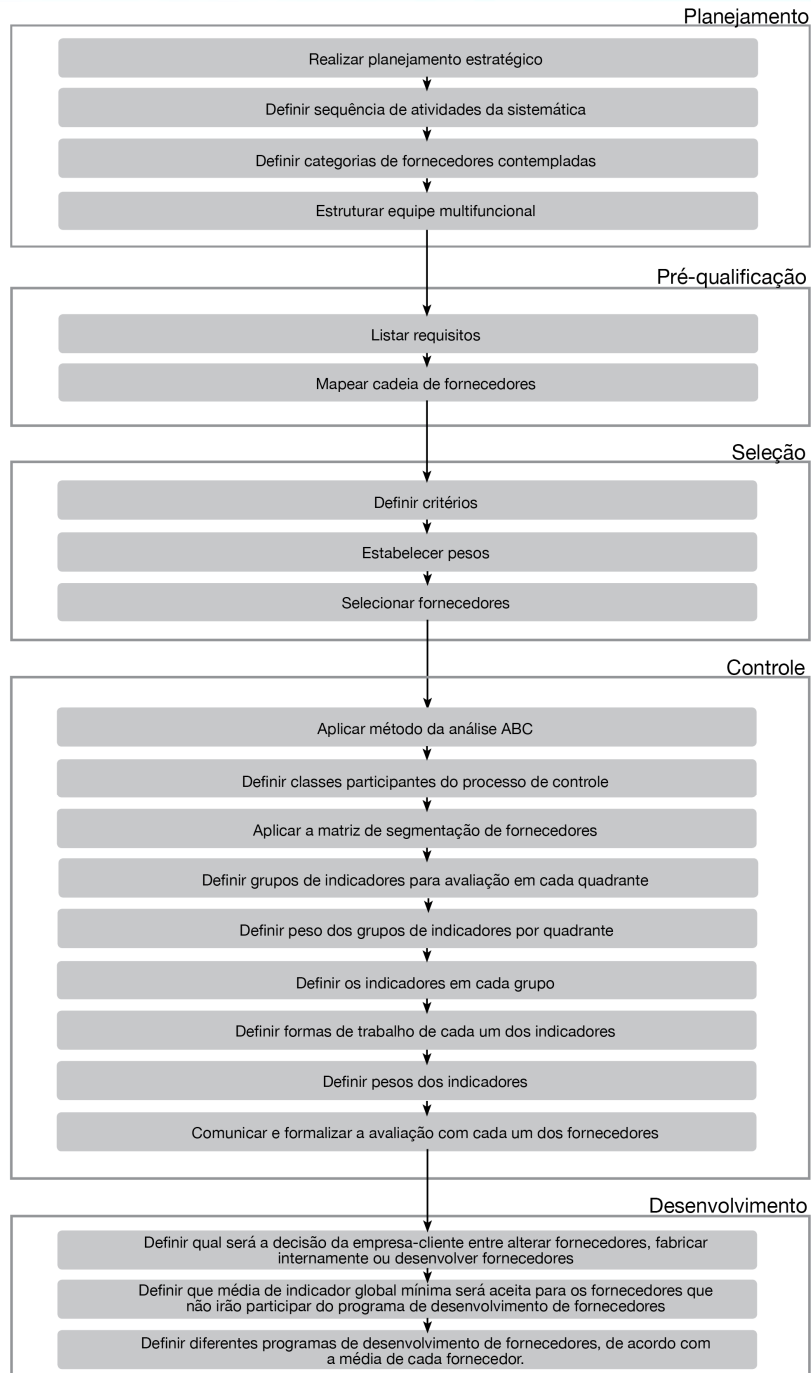 Planejamento
Realizar planejamento estratégico
Definir sequência de atividades da sistemática
Definir categorias de fornecedores contempladas
Estruturar equipe multifuncional
Pré-qualificação
Listar requisitos
Mapear cadeia de fornecedores
Seleção
Definir critérios
Estabelecer pesos
Selecionar fornecedores
Controle
Aplicar método da análise ABC
Definir classes participantes do processo de controle
Aplicar a matriz de segmentação de fornecedores
Definir grupos de indicadores para avaliação em cada quadrante
Definir peso dos grupos de indicadores por quadrante
Definir os indicadores em cada grupo
Definir formas de trabalho de cada um dos indicadores
Definir pesos dos indicadores
Comunicar e formalizar a avaliação com cada um dos fornecedores
Desenvolvimento
Definir qual será a decisão da empresa-cliente entre alterar fornecedores, fabricar
internamente ou desenvolver fornecedores
Definir que média de indicador global mínima será aceita para os fornecedores que
não irão participar do programa de desenvolvimento de fornecedores
Definir diferentes programas de desenvolvimento de fornecedores, de acordo com
a média de cada fornecedor.